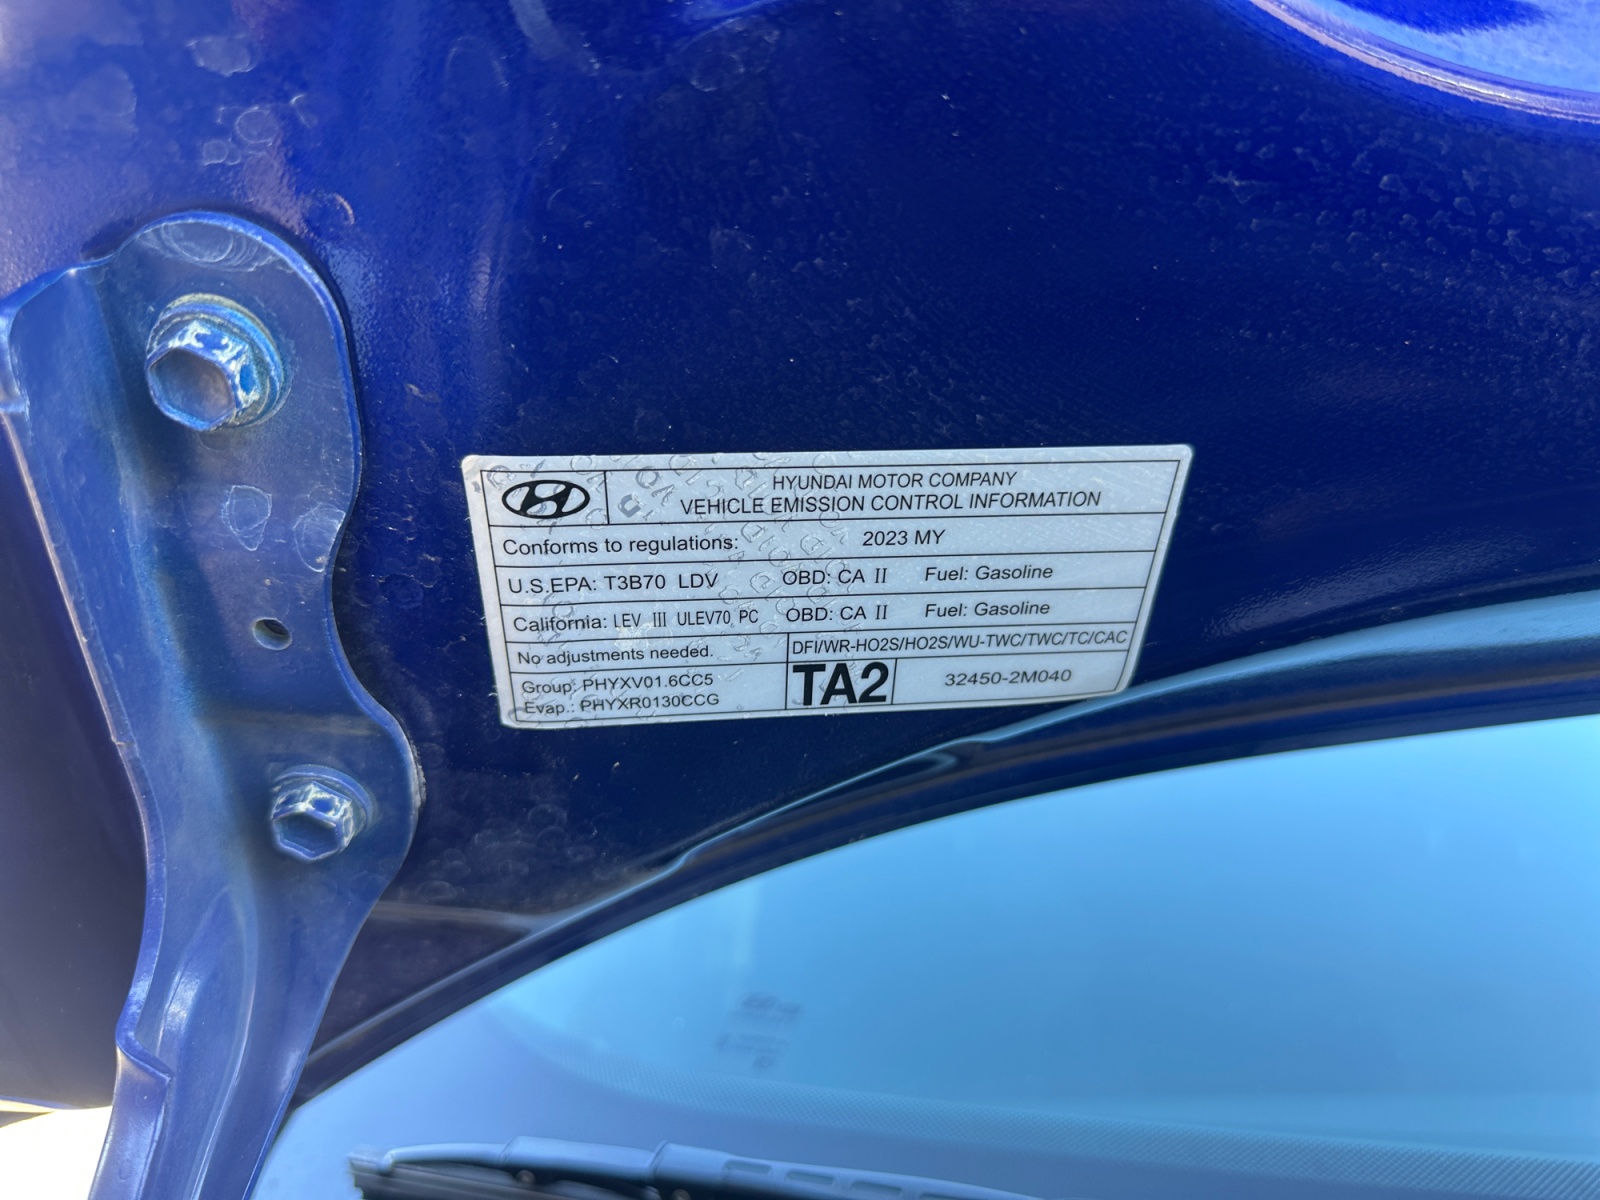 HYUNDAI MOTOR COMPANY
VEHICLE EMISSION CONTROL INFORMATION
Conforms to regulations: 2023 MY
U.S.EPA: T3B70 LDV OBD: CA II Fuel: Gasoline
California: LEV III ULEV70 PC OBD: CA II Fuel: Gasoline
No adjustments needed.
DFI/WR-HO2S/HO2S/WU-TWC/TWC/TC/CAC
Group: PHYXV01.6CC5
Evap.: PHYXR0130CCG
TA2
32450-2M040